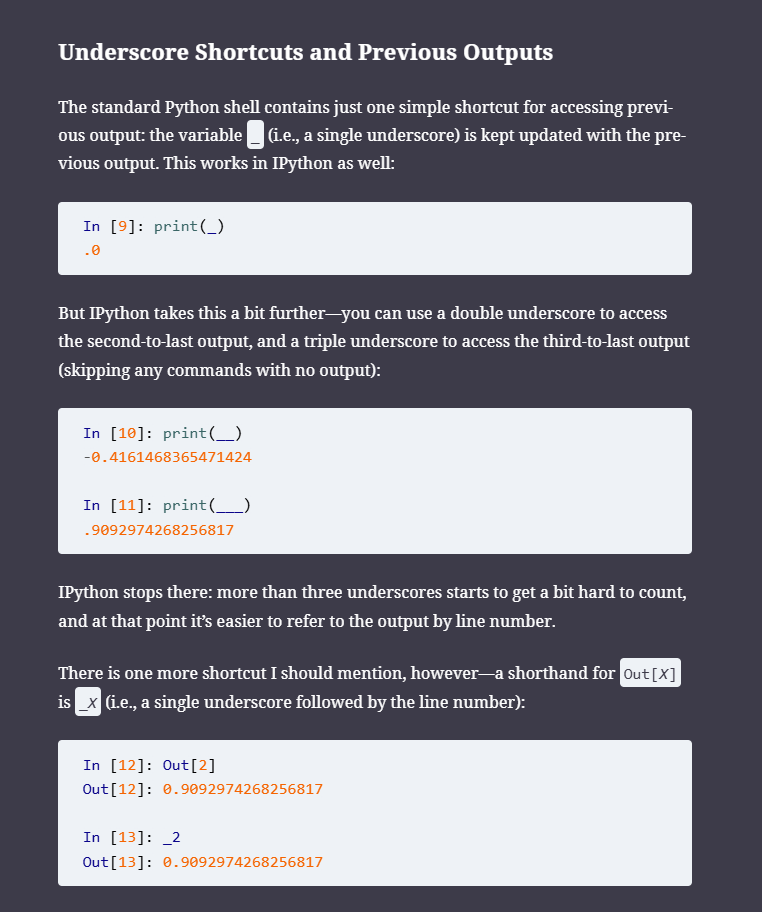 Underscore Shortcuts and Previous Outputs
The standard Python shell contains just one simple shortcut for accessing previ-
ous output: the variable _ (i.e., a single underscore) is kept updated with the pre-
vious output. This works in IPython as well:
In [9]: print(_)
.0
But IPython takes this a bit further—you can use a double underscore to access
the second-to-last output, and a triple underscore to access the third-to-last output
(skipping any commands with no output):
In [10]: print(__)
-0.4161468365471424
In [11]: print(___)
.9092974268256817
IPython stops there: more than three underscores starts to get a bit hard to count,
and at that point it’s easier to refer to the output by line number.
There is one more shortcut I should mention, however—a shorthand for Out[X]
is _X (i.e., a single underscore followed by the line number):
In [12]: Out[2]
Out[12]: 0.9092974268256817
In [13]: _2
Out[13]: 0.9092974268256817